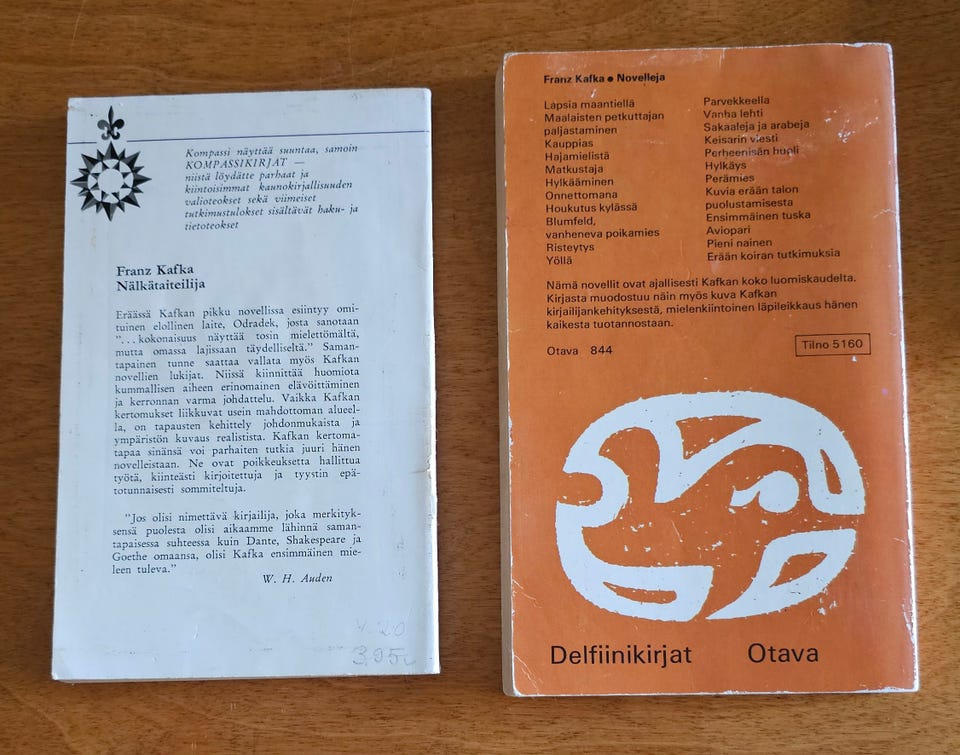 Kompassi näyttää suuntaa, samoin
KOMPASSIKIRJAT —
niistä löydätte parhaat ja
kiintoisimmat kaunokirjallisuuden
valioteokset sekä viimeiset
tutkimustulokset sisältävät haku- ja
tietoteokset
Franz Kafka
Nälkätaiteilija
Eräässä Kafkan pikku novellissa esiintyy omi-
tuinen elollinen laite, Odradek, josta sanotaan
"...kokonaisuus näyttää tosin mielettömältä,
mutta omassa lajissaan täydelliseltä." Saman-
tapainen tunne saattaa vallata myös Kafkan
novellien lukijat. Niissä kiinnittää huomiota
kummallisen aiheen erinomainen elävöittäminen
ja kerronnan varma johdattelu. Vaikka Kafkan
kertomukset liikkuvat usein mahdottoman alueel-
la, on tapausten kehittely johdonmukaista ja
ympäristön kuvaus realistista. Kafkan kertoma-
tapaa sinänsä voi parhaiten tutkia juuri hänen
novelleistaan. Ne ovat poikkeuksetta hallittua
työtä, kiinteästi kirjoitettuja ja tyystin epä-
totunnaisesti sommiteltuja.
"Jos olisi nimettävä kirjailija, joka merkityk-
sensä puolesta olisi aikaamme lähinnä saman-
tapaisessa suhteessa kuin Dante, Shakespeare ja
Goethe omaansa, olisi Kafka ensimmäinen mie-
leen tuleva."
W. H. Auden
4.20
3.95
Franz Kafka ● Novelleja
Lapsia maantiellä
Maalaisten petkuttajan
paljastaminen
Kauppias
Hajamielistä
Matkustaja
Hylkääminen
Onnettomana
Houkutus kylässä
Blumfeld,
vanheneva poikamies
Risteytys
Yöllä
Parvekkeella
Vanha lehti
Sakaaleja ja arabeja
Keisarin viesti
Perheenisän huoli
Hylkäys
Perämies
Kuvia erään talon
puolustamisesta
Ensimmäinen tuska
Aviopari
Pieni nainen
Erään koiran tutkimuksia
Nämä novellit ovat ajallisesti Kafkan koko luomiskaudelta.
Kirjasta muodostuu näin myös kuva Kafkan
kirjailijankehityksestä, mielenkiintoinen läpileikkaus hänen
kaikesta tuotannostaan.
Otava 844
Tilno 5160
Delfiinikirjat Otava